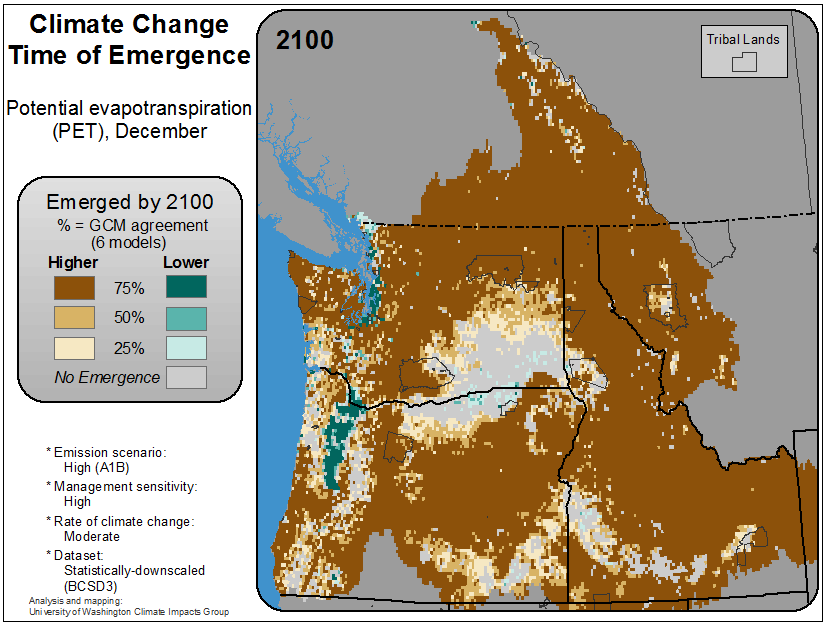 Climate Change
Time of Emergence
Potential evapotranspiration
(PET), December
Emerged by 2100
% = GCM agreement
(6 models)
Higher Lower
75%
50%
25%
No Emergence
* Emission scenario:
High (A1B)
* Management sensitivity:
High
* Rate of climate change:
Moderate
* Dataset:
Statistically-downscaled
(BCSD3)
Analysis and mapping:
University of Washington Climate Impacts Group
2100
Tribal Lands